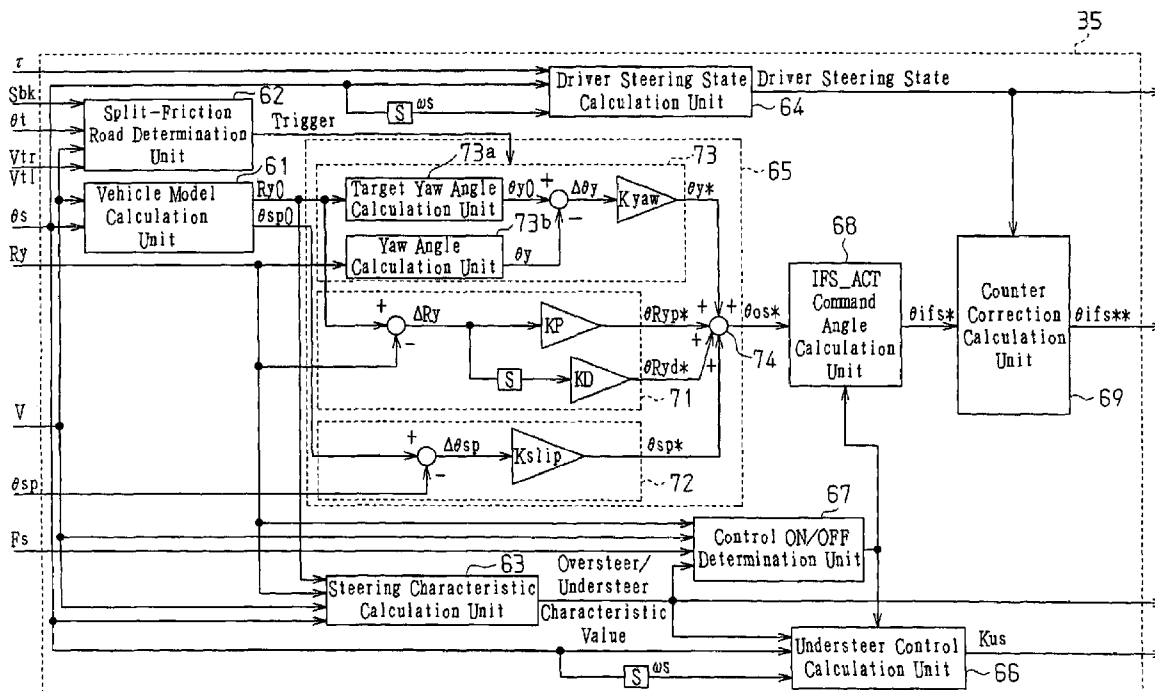 35
τ
Sbk
θt
Vtr
Vtl
θs
Ry
V
θsp
Fs
62
Split-Friction
Road Determination
Unit
Trigger
61
Vehicle Model
Calculation
Unit
Ry0
θsp0
S
ωs
Driver Steering State
Calculation Unit
64
Driver Steering State
65
73
73a
Target Yaw Angle
Calculation Unit
θy0
+
−
Δθy
Kyaw
θy*
73b
Yaw Angle
Calculation Unit
θy
+
−
ΔRy
KP
θRyp*
S
KD
θRyd*
71
+
−
Δθsp
Kslip
θsp*
72
+
+
+
+
74
θos*
68
IFS_ACT
Command
Angle
Calculation
Unit
θifs*
Counter
Correction
Calculation
Unit
69
θifs**
67
Control ON/OFF
Determination Unit
63
Steering Characteristic
Calculation Unit
Oversteer/
Understeer
Characteristic
Value
S
ωs
Understeer Control
Calculation Unit
66
Kus